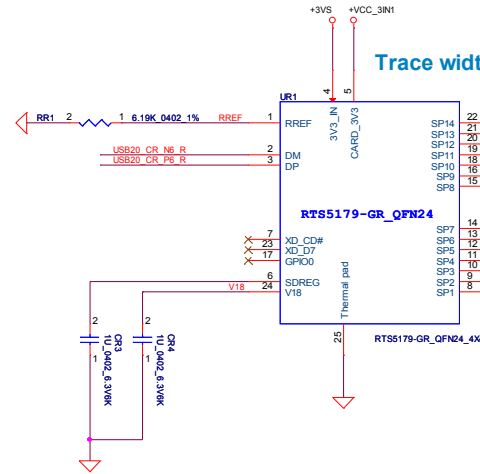 +3VS
+VCC_3IN1
Trace widt
UR1
4
5
3V3_IN
CARD_3V3
RR1
2
1
6.19K_0402_1%
RREF
1
RREF
USB20_CR_N6_R
2
DM
USB20_CR_P6_R
3
DP
SP14
22
SP13
21
SP12
20
SP11
19
SP10
18
SP9
16
SP8
15
RTS5179-GR_QFN24
7
XD_CD#
23
XD_D7
17
GPIO0
SP7
14
SP6
13
SP5
12
SP4
11
SP3
10
SP2
9
SP1
8
6
SDREG
V18
24
V18
Thermal pad
25
RTS5179-GR_QFN24_4X
2
1
CR3
1U_0402_6.3V6K
2
1
CR4
1U_0402_6.3V6K